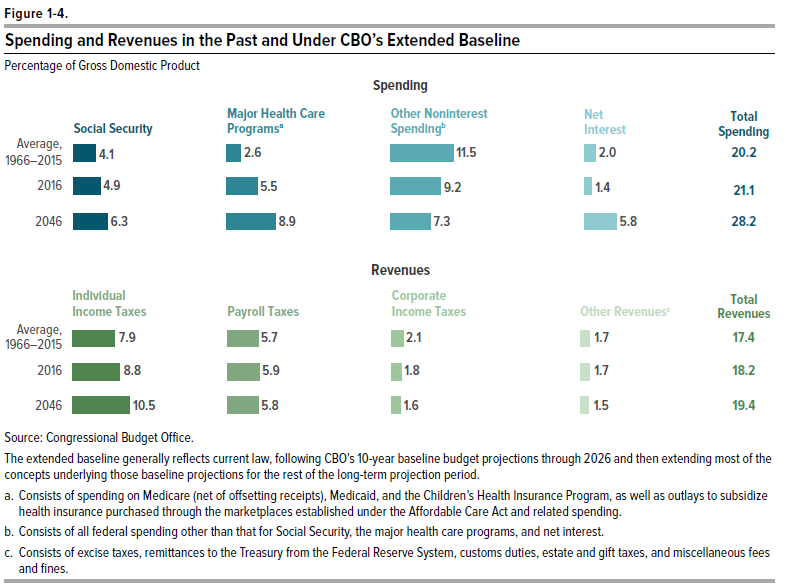 Figure 1-4.
Spending and Revenues in the Past and Under CBO's Extended Baseline
Percentage of Gross Domestic Product
Spending
Social Security
Major Health Care
Programsa
Other Noninterest
Spendingb
Net
Interest
Total
Spending
Average,
1966–2015
4.1
2.6
11.5
2.0
20.2
2016
4.9
5.5
9.2
1.4
21.1
2046
6.3
8.9
7.3
5.8
28.2
Revenues
Individual
Income Taxes
Payroll Taxes
Corporate
Income Taxes
Other Revenuesc
Total
Revenues
Average,
1966–2015
7.9
5.7
2.1
1.7
17.4
2016
8.8
5.9
1.8
1.7
18.2
2046
10.5
5.8
1.6
1.5
19.4
Source: Congressional Budget Office.
The extended baseline generally reflects current law, following CBO's 10-year baseline budget projections through 2026 and then extending most of the
concepts underlying those baseline projections for the rest of the long-term projection period.
a. Consists of spending on Medicare (net of offsetting receipts), Medicaid, and the Children's Health Insurance Program, as well as outlays to subsidize
health insurance purchased through the marketplaces established under the Affordable Care Act and related spending.
b. Consists of all federal spending other than that for Social Security, the major health care programs, and net interest.
c. Consists of excise taxes, remittances to the Treasury from the Federal Reserve System, customs duties, estate and gift taxes, and miscellaneous fees
and fines.